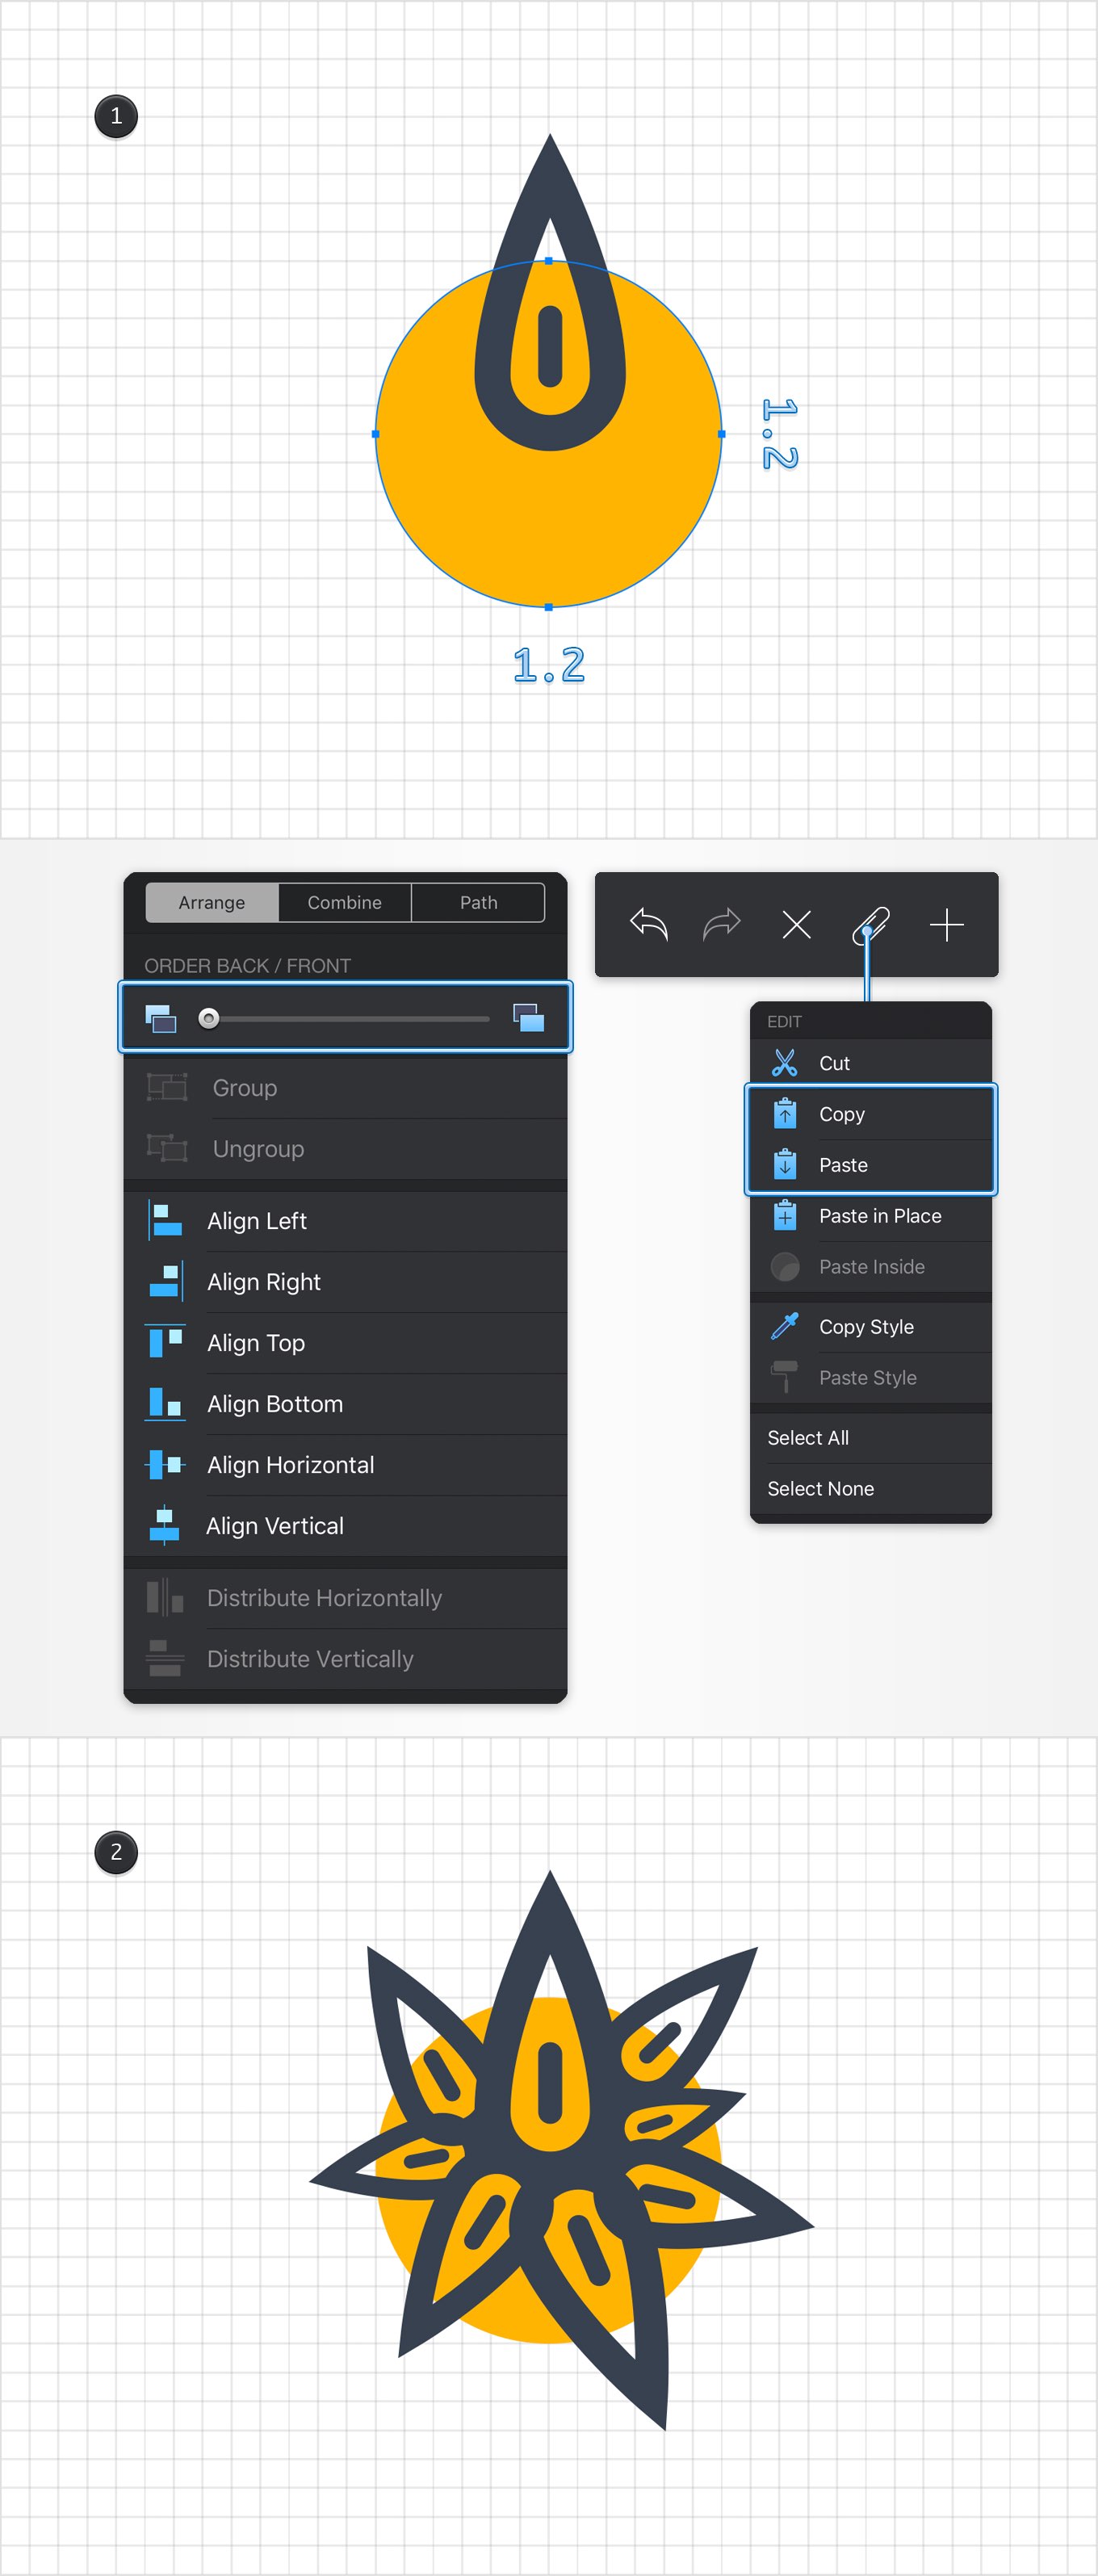 1
1.2
1.2
Arrange Combine Path
ORDER BACK / FRONT
Group
Ungroup
Align Left
Align Right
Align Top
Align Bottom
Align Horizontal
Align Vertical
Distribute Horizontally
Distribute Vertically
EDIT
Cut
Copy
Paste
Paste in Place
Paste Inside
Copy Style
Paste Style
Select All
Select None
2